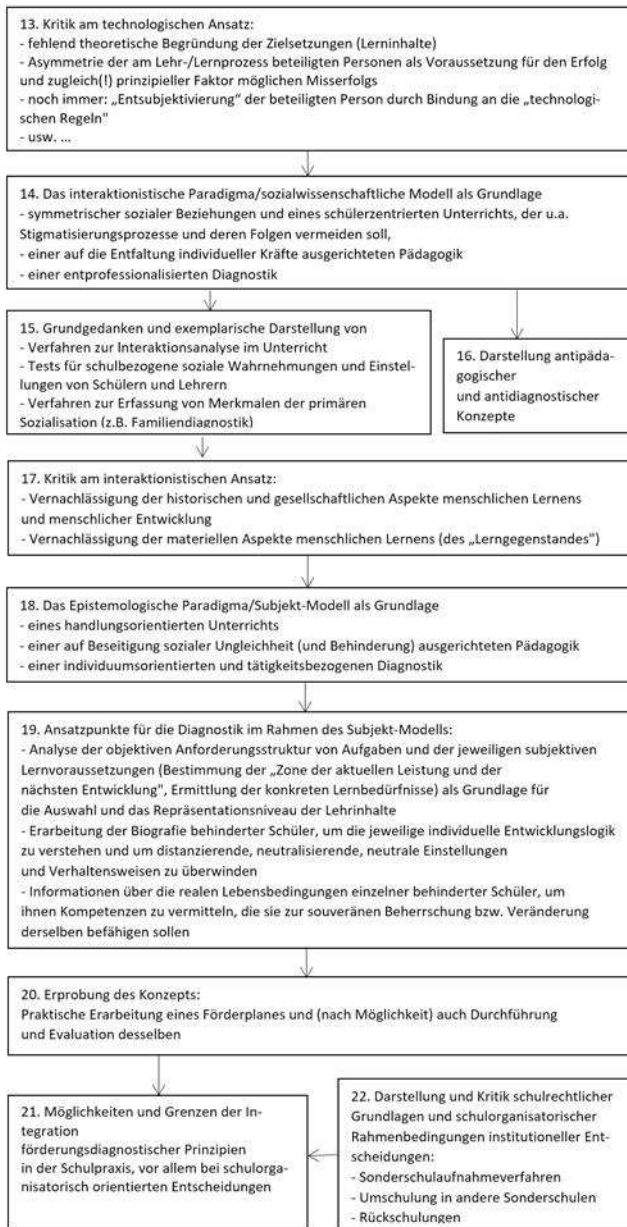 13. Kritik am technologischen Ansatz:
- fehlend theoretische Begründung der Zielsetzungen (Lerninhalte)
- Asymmetrie der am Lehr-/Lernprozess beteiligten Personen als Voraussetzung für den Erfolg
und zugleich(!) prinzipieller Faktor möglichen Misserfolgs
- noch immer: „Entsubjektivierung" der beteiligten Person durch Bindung an die „technologi-
schen Regeln"
- usw. ...
14. Das interaktionistische Paradigma/sozialwissenschaftliche Modell als Grundlage
- symmetrischer sozialer Beziehungen und eines schülerzentrierten Unterrichts, der u.a.
Stigmatisierungsprozesse und deren Folgen vermeiden soll,
- einer auf die Entfaltung individueller Kräfte ausgerichteten Pädagogik
- einer entprofessionalisierten Diagnostik
15. Grundgedanken und exemplarische Darstellung von
- Verfahren zur Interaktionsanalyse im Unterricht
- Tests für schulbezogene soziale Wahrnehmungen und Einstel-
lungen von Schülern und Lehrern
- Verfahren zur Erfassung von Merkmalen der primären
Sozialisation (z.B. Familiendiagnostik)
16. Darstellung antipäda-
gogischer
und antidiagnostischer
Konzepte
17. Kritik am interaktionistischen Ansatz:
- Vernachlässigung der historischen und gesellschaftlichen Aspekte menschlichen Lernens
und menschlicher Entwicklung
- Vernachlässigung der materiellen Aspekte menschlichen Lernens (des „Lerngegenstandes")
18. Das Epistemologische Paradigma/Subjekt-Modell als Grundlage
- eines handlungsorientierten Unterrichts
- einer auf Beseitigung sozialer Ungleichheit (und Behinderung) ausgerichteten Pädagogik
- einer individuumsorientierten und tätigkeitsbezogenen Diagnostik
19. Ansatzpunkte für die Diagnostik im Rahmen des Subjekt-Modells:
- Analyse der objektiven Anforderungsstruktur von Aufgaben und der jeweiligen subjektiven
Lernvoraussetzungen (Bestimmung der „Zone der aktuellen Leistung und der
nächsten Entwicklung", Ermittlung der konkreten Lernbedürfnisse) als Grundlage für
die Auswahl und das Repräsentationsniveau der Lehrinhalte
- Erarbeitung der Biografie behinderter Schüler, um die jeweilige individuelle Entwicklungslogik
zu verstehen und um distanzierende, neutralisierende, neutrale Einstellungen
und Verhaltensweisen zu überwinden
- Informationen über die realen Lebensbedingungen einzelner behinderter Schüler, um
ihnen Kompetenzen zu vermitteln, die sie zur souveränen Beherrschung bzw. Veränderung
derselben befähigen sollen
20. Erprobung des Konzepts:
Praktische Erarbeitung eines Förderplanes und (nach Möglichkeit) auch Durchführung
und Evaluation desselben
21. Möglichkeiten und Grenzen der In-
tegration
förderungsdiagnostischer Prinzipien
in der Schulpraxis, vor allem bei schulorga-
nisatorisch orientierten Entscheidungen
22. Darstellung und Kritik schulrechtlicher
Grundlagen und schulorganisatorischer
Rahmenbedingungen institutioneller Ent-
scheidungen:
- Sonderschulaufnahmeverfahren
- Umschulung in andere Sonderschulen
- Rückschulungen